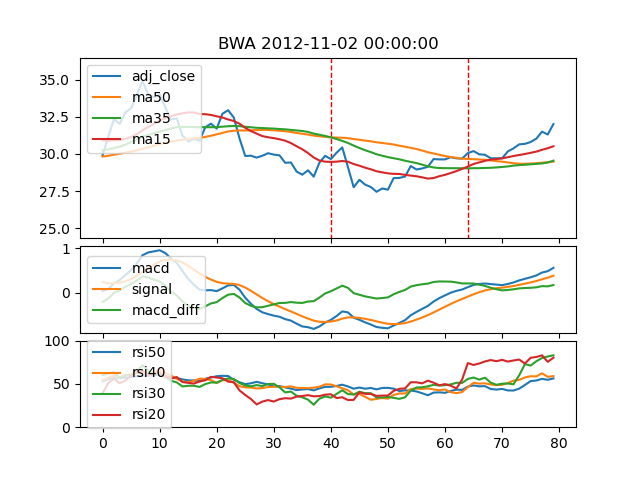 BWA 2012-11-02 00:00:00
35.0
32.5
30.0
27.5
25.0
adj_close
ma50
ma35
ma15
1
0
macd
signal
macd_diff
100
50
0
rsi50
rsi40
rsi30
rsi20
0 10 20 30 40 50 60 70 80